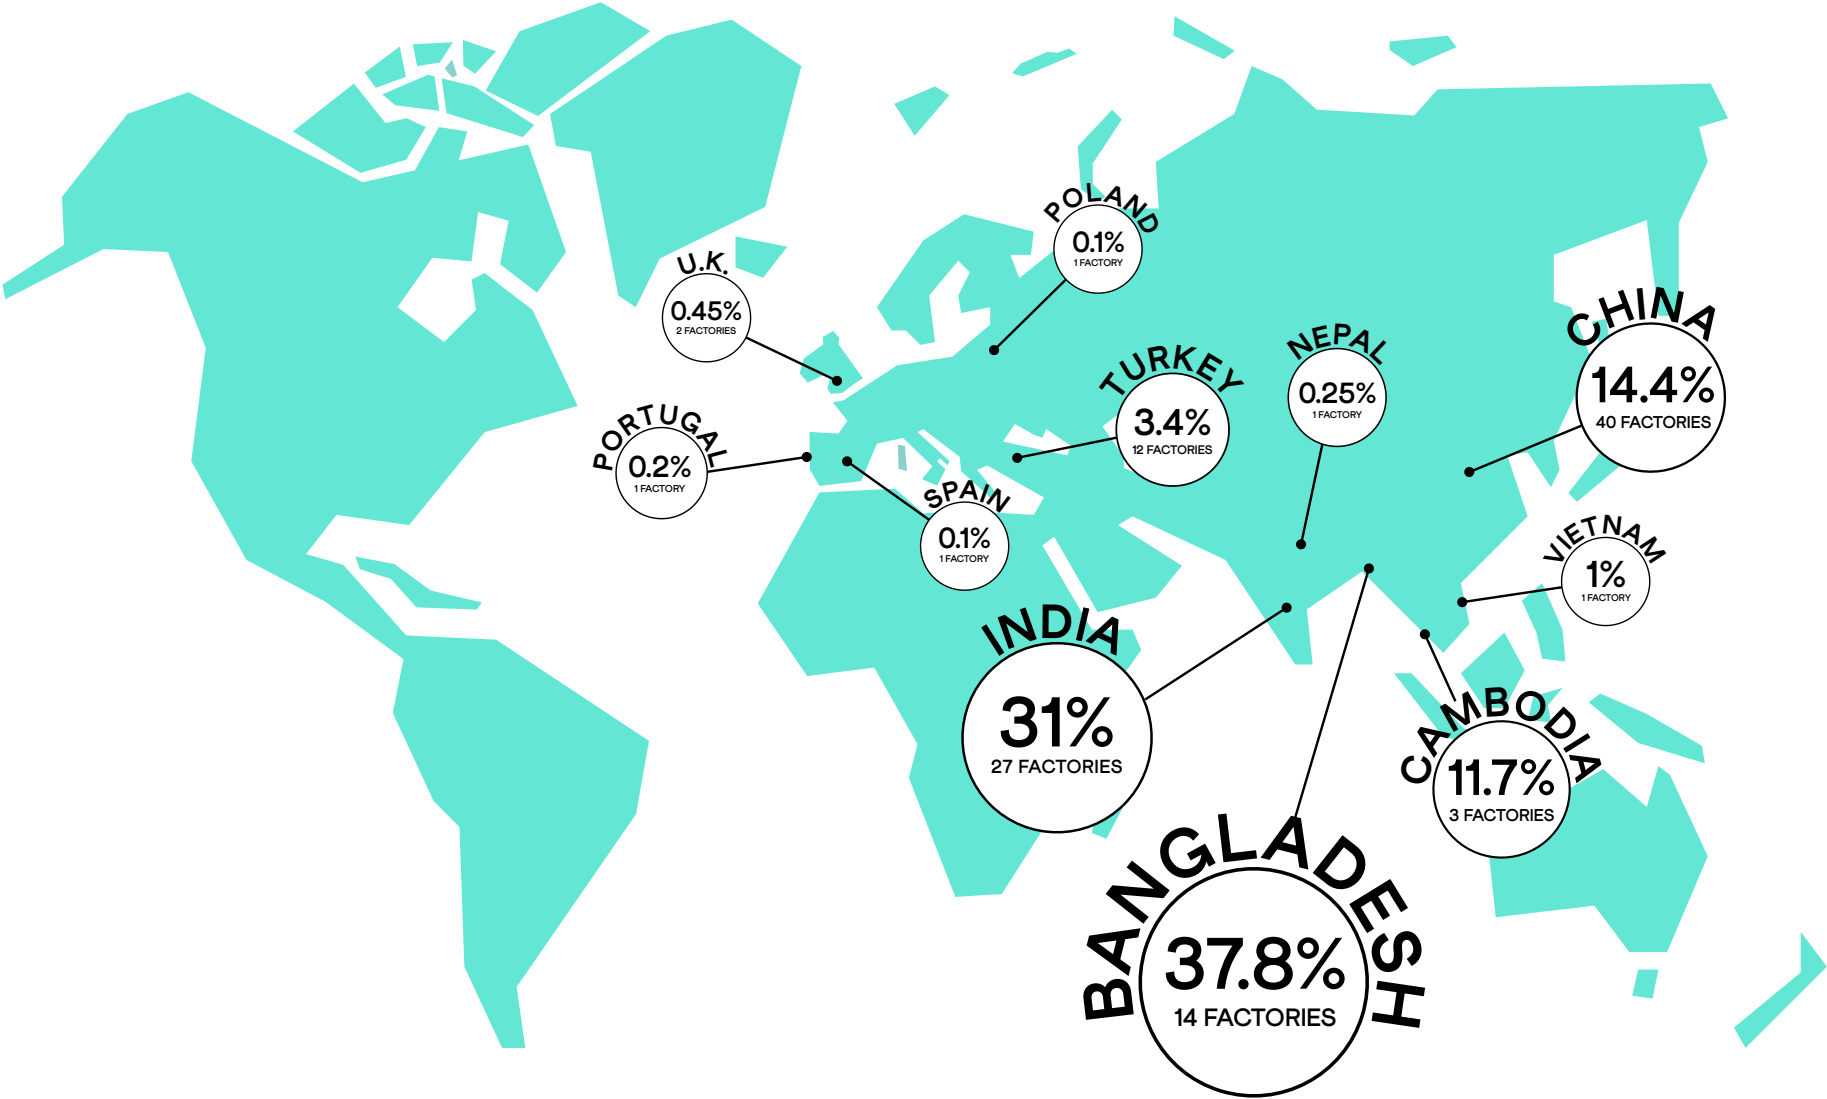 POLAND
0.1%
1 FACTORY
U.K.
0.45%
2 FACTORIES
CHINA
14.4%
40 FACTORIES
NEPAL
0.25%
1 FACTORY
TURKEY
3.4%
12 FACTORIES
PORTUGAL
0.2%
1 FACTORY
SPAIN
0.1%
1 FACTORY
VIETNAM
1%
1 FACTORY
INDIA
31%
27 FACTORIES
CAMBODIA
11.7%
3 FACTORIES
BANGLADESH
37.8%
14 FACTORIES